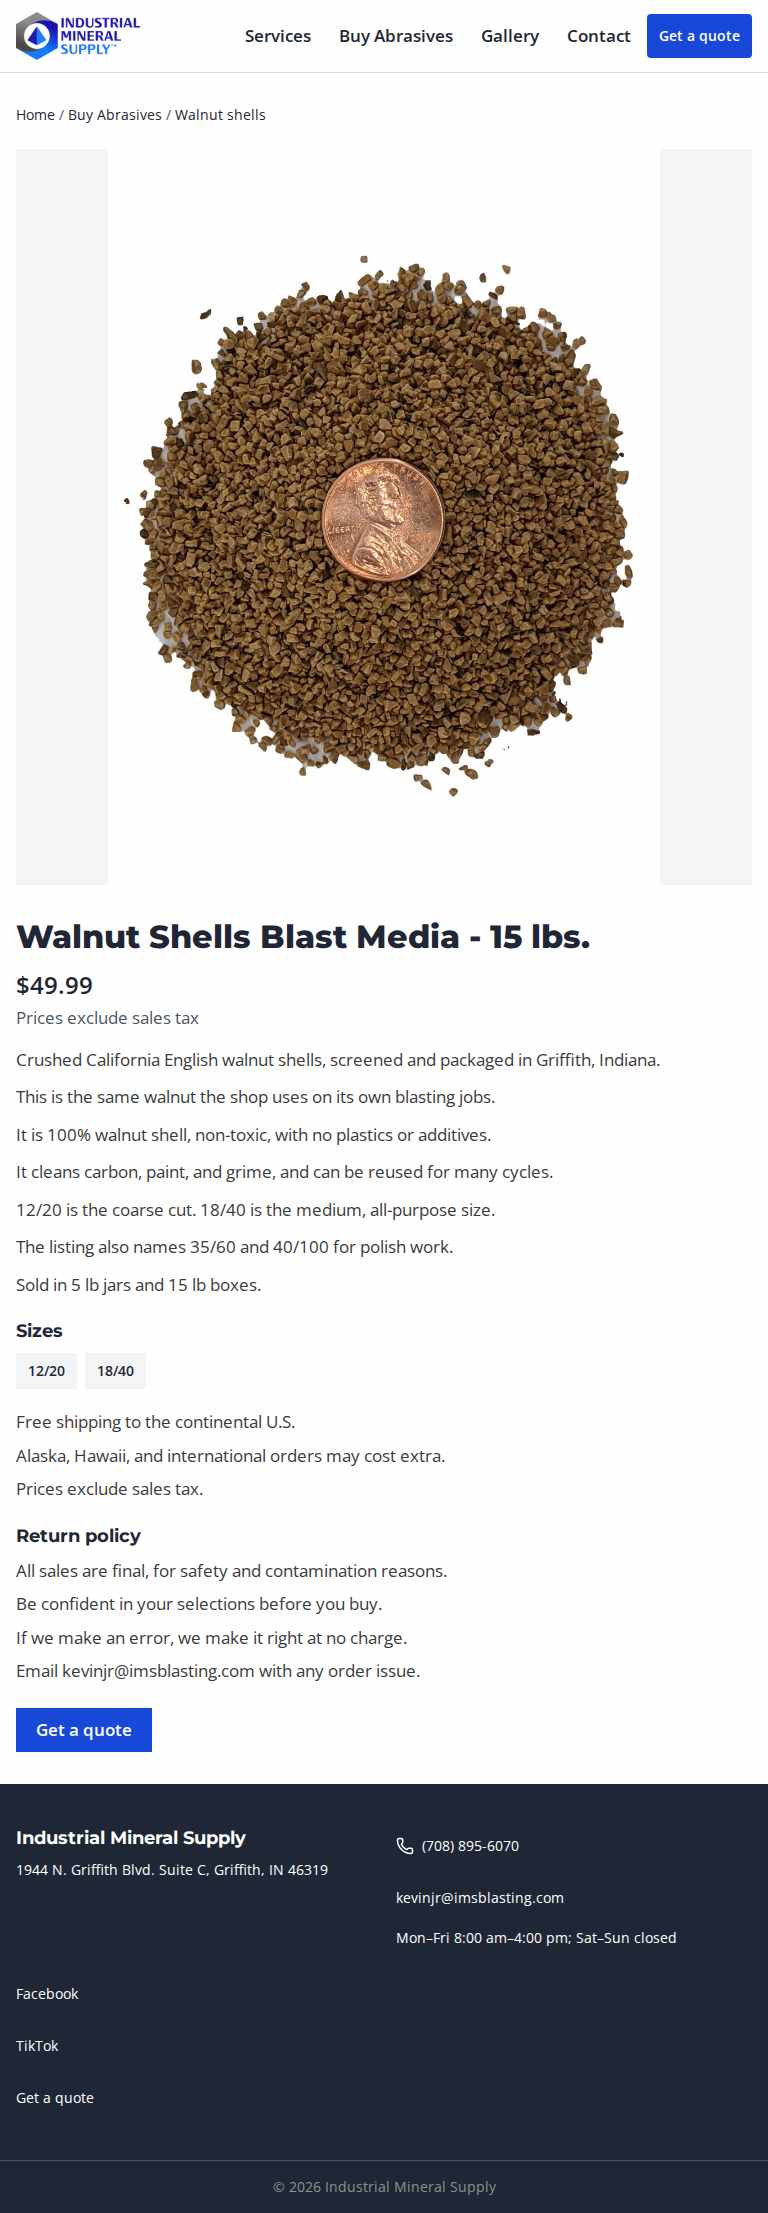 INDUSTRIAL
MINERAL
SUPPLY™
Services
Buy Abrasives
Gallery
Contact
Get a quote
Home / Buy Abrasives / Walnut shells
Walnut Shells Blast Media - 15 lbs.
$49.99
Prices exclude sales tax
Crushed California English walnut shells, screened and packaged in Griffith, Indiana.
This is the same walnut the shop uses on its own blasting jobs.
It is 100% walnut shell, non-toxic, with no plastics or additives.
It cleans carbon, paint, and grime, and can be reused for many cycles.
12/20 is the coarse cut. 18/40 is the medium, all-purpose size.
The listing also names 35/60 and 40/100 for polish work.
Sold in 5 lb jars and 15 lb boxes.
Sizes
12/20
18/40
Free shipping to the continental U.S.
Alaska, Hawaii, and international orders may cost extra.
Prices exclude sales tax.
Return policy
All sales are final, for safety and contamination reasons.
Be confident in your selections before you buy.
If we make an error, we make it right at no charge.
Email kevinjr@imsblasting.com with any order issue.
Get a quote
Industrial Mineral Supply
1944 N. Griffith Blvd. Suite C, Griffith, IN 46319
(708) 895-6070
kevinjr@imsblasting.com
Mon–Fri 8:00 am–4:00 pm; Sat–Sun closed
Facebook
TikTok
Get a quote
© 2026 Industrial Mineral Supply